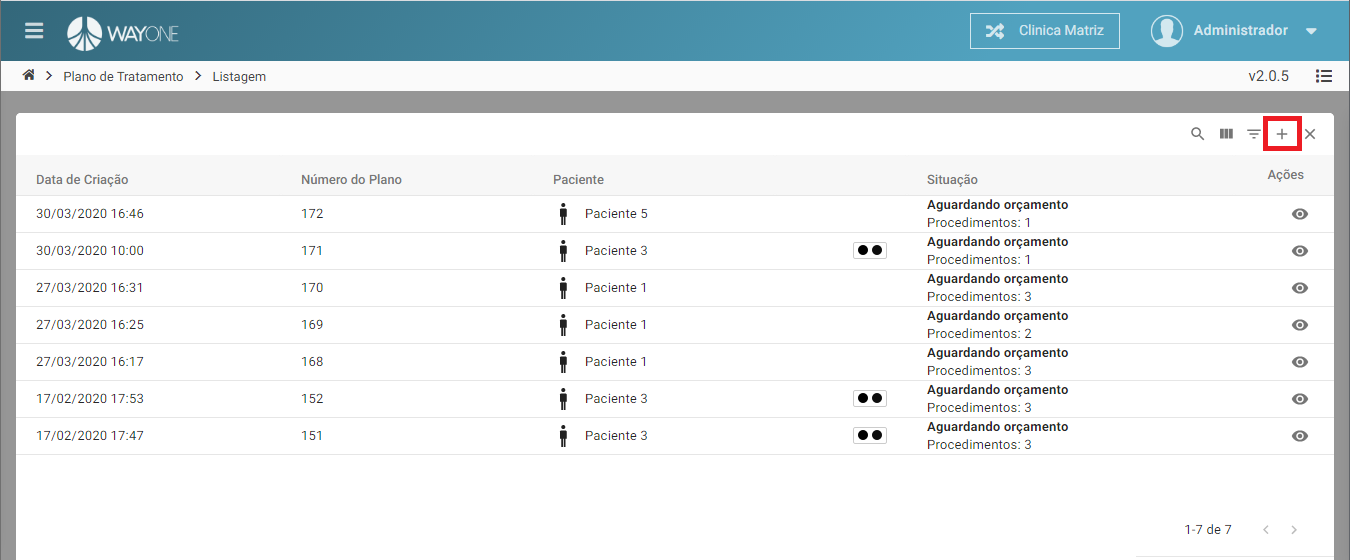 WAYONE
Clinica Matriz
Administrador
Plano de Tratamento
Listagem
v2.0.5
Data de Criação Número do Plano Paciente Situação Ações
30/03/2020 16:46 172 Paciente 5 Aguardando orçamento
Procedimentos: 1
30/03/2020 10:00 171 Paciente 3 Aguardando orçamento
Procedimentos: 1
27/03/2020 16:31 170 Paciente 1 Aguardando orçamento
Procedimentos: 3
27/03/2020 16:25 169 Paciente 1 Aguardando orçamento
Procedimentos: 2
27/03/2020 16:17 168 Paciente 1 Aguardando orçamento
Procedimentos: 3
17/02/2020 17:53 152 Paciente 3 Aguardando orçamento
Procedimentos: 3
17/02/2020 17:47 151 Paciente 3 Aguardando orçamento
Procedimentos: 3
1-7 de 7